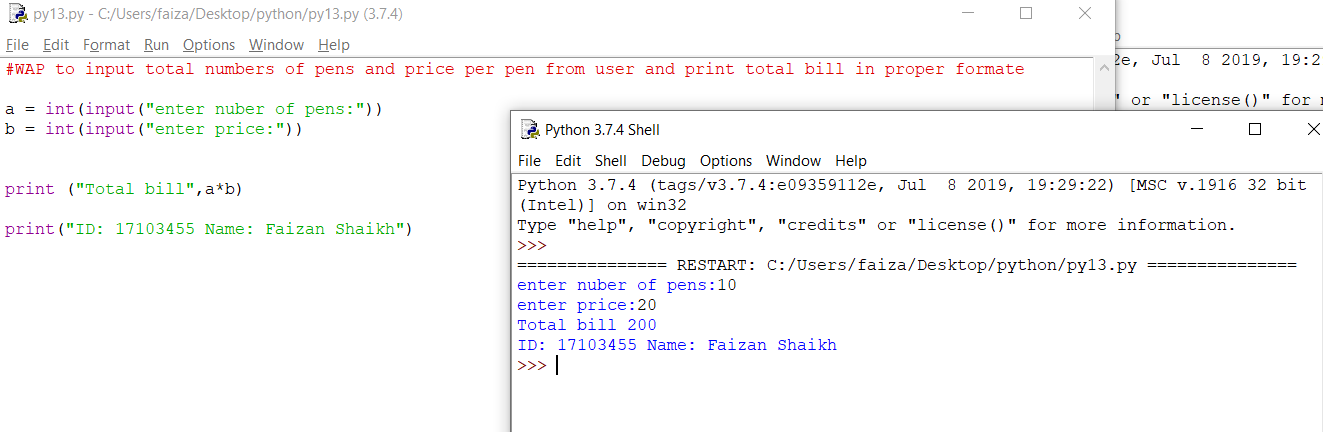 py13.py - C:/Users/faiza/Desktop/python/py13.py (3.7.4)
File Edit Format Run Options Window Help
#WAP to input total numbers of pens and price per pen from user and print total bill in proper formate
a = int(input("enter nuber of pens:"))
b = int(input("enter price:"))
print ("Total bill",a*b)
print("ID: 17103455 Name: Faizan Shaikh")
2e, Jul  8 2019, 19:2
" or "license()" for
Python 3.7.4 Shell
File Edit Shell Debug Options Window Help
Python 3.7.4 (tags/v3.7.4:e09359112e, Jul  8 2019, 19:29:22) [MSC v.1916 32 bit
(Intel)] on win32
Type "help", "copyright", "credits" or "license()" for more information.
>>>
=============== RESTART: C:/Users/faiza/Desktop/python/py13.py ===============
enter nuber of pens:10
enter price:20
Total bill 200
ID: 17103455 Name: Faizan Shaikh
>>>